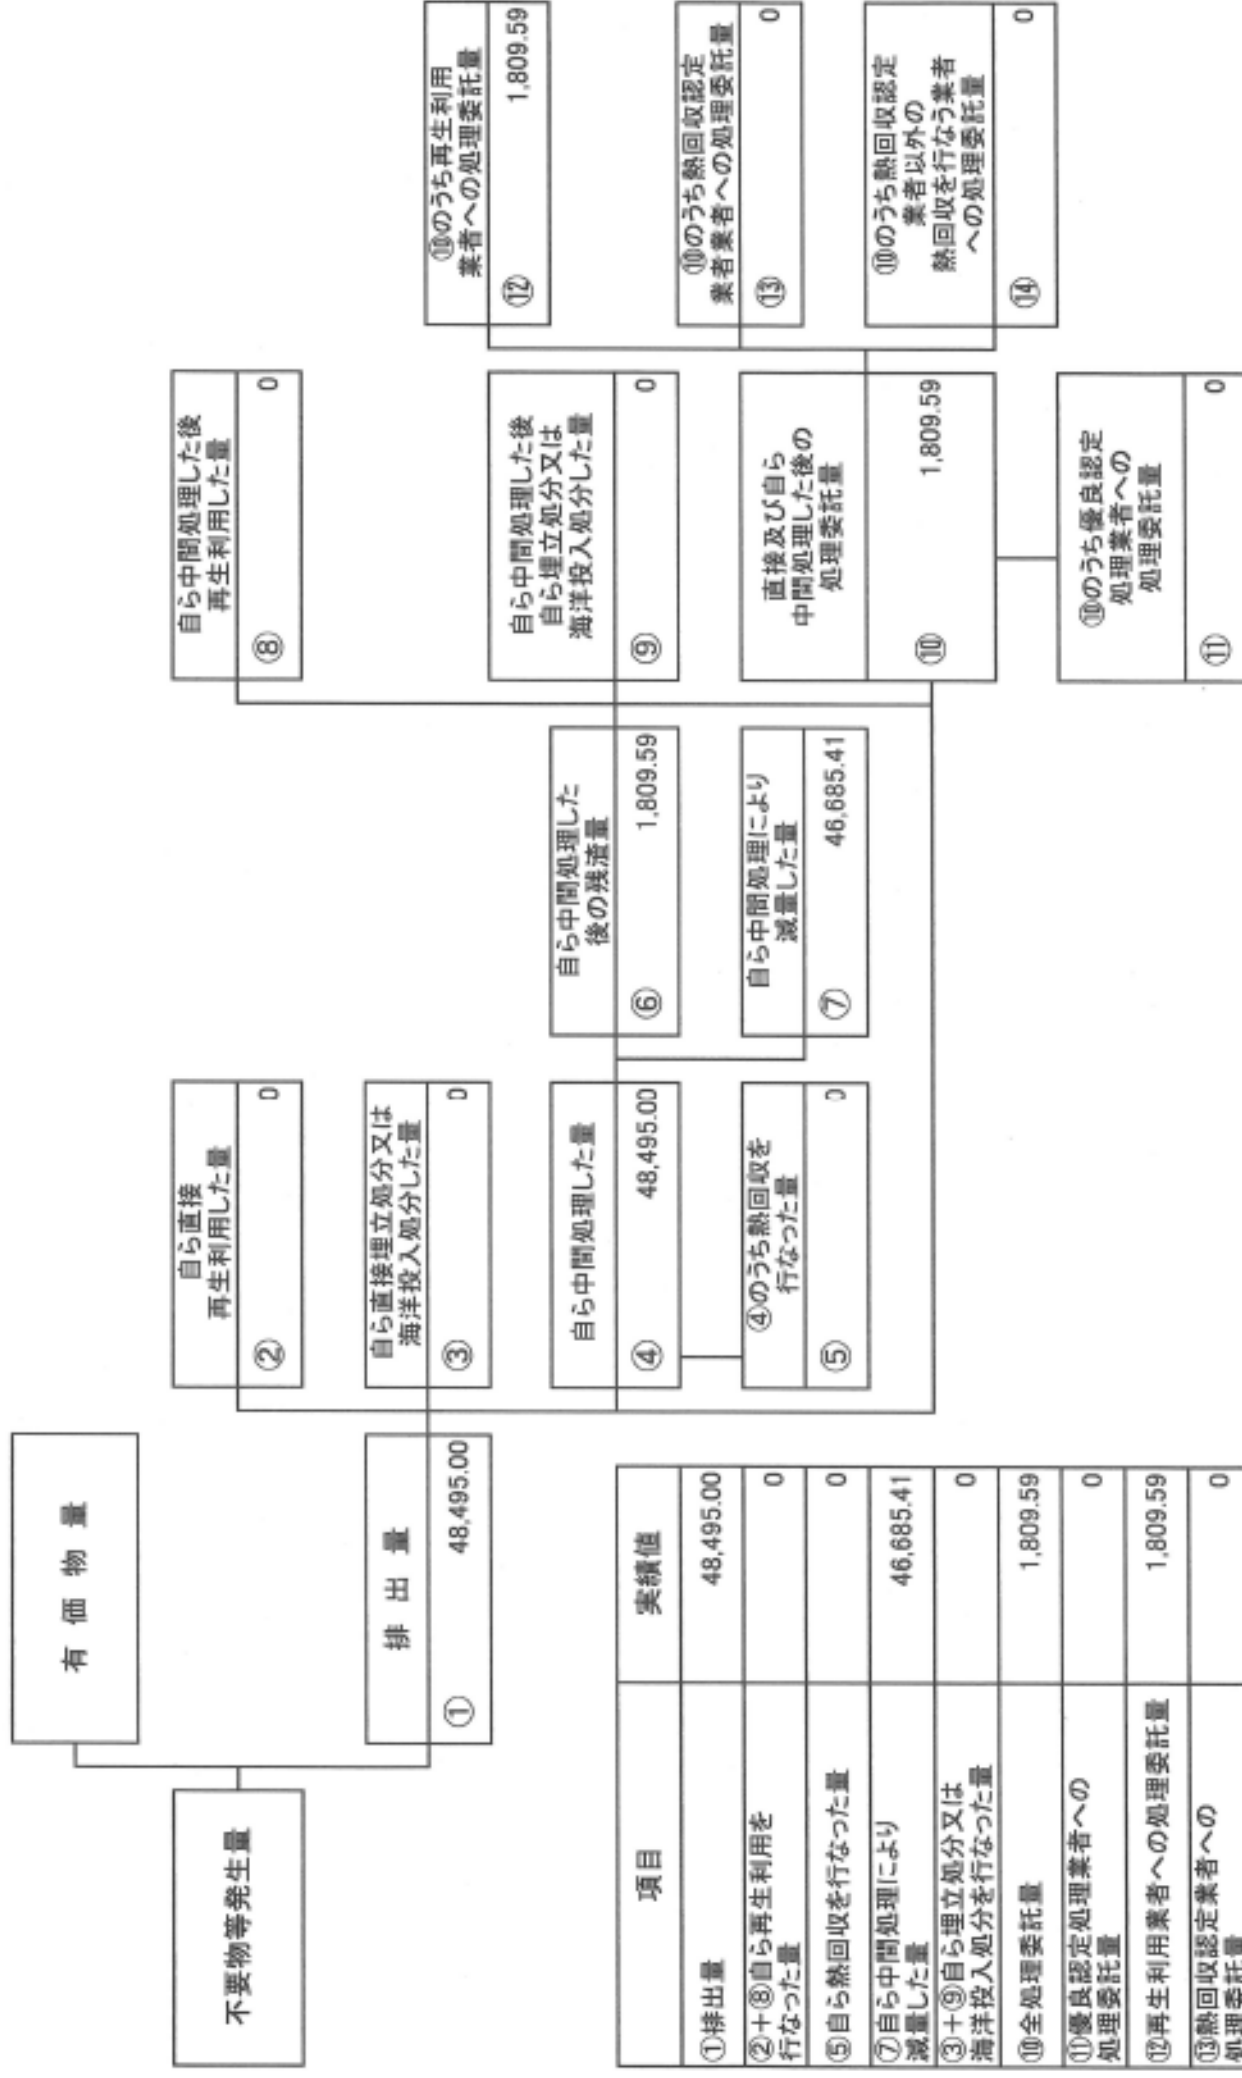 有価物量
不要物等発生量
排出量
① 48,495.00
自ら直接
再生利用した量
② 0
自ら直接埋立処分又は
海洋投入処分した量
③ 0
自ら中間処理した量
④ 48,495.00
④のうち熱回収を
行なった量
⑤ 0
自ら中間処理した
後の残渣量
⑥ 1,809.59
自ら中間処理により
減量した量
⑦ 46,685.41
自ら中間処理した後
再生利用した量
⑧ 0
自ら中間処理した後
自ら埋立処分又は
海洋投入処分した量
⑨ 0
直接及び自ら
中間処理した後の
処理委託量
⑩ 1,809.59
⑩のうち優良認定
処理業者への
処理委託量
⑪ 0
⑩のうち再生利用
業者への処理委託量
⑫ 1,809.59
⑩のうち熱回収認定
業者業者への処理委託量
⑬ 0
⑩のうち熱回収認定
業者以外の
熱回収を行なう業者
への処理委託量
⑭ 0
項目 実績値
①排出量 48,495.00
②+⑧自ら再生利用を
行なった量 0
⑤自ら熱回収を行なった量 0
⑦自ら中間処理により
減量した量 46,685.41
③+⑨自ら埋立処分又は
海洋投入処分を行なった量 0
⑩全処理委託量 1,809.59
⑪優良認定処理業者への
処理委託量 0
⑫再生利用業者への処理委託量 1,809.59
⑬熱回収認定業者への
処理委託量 0